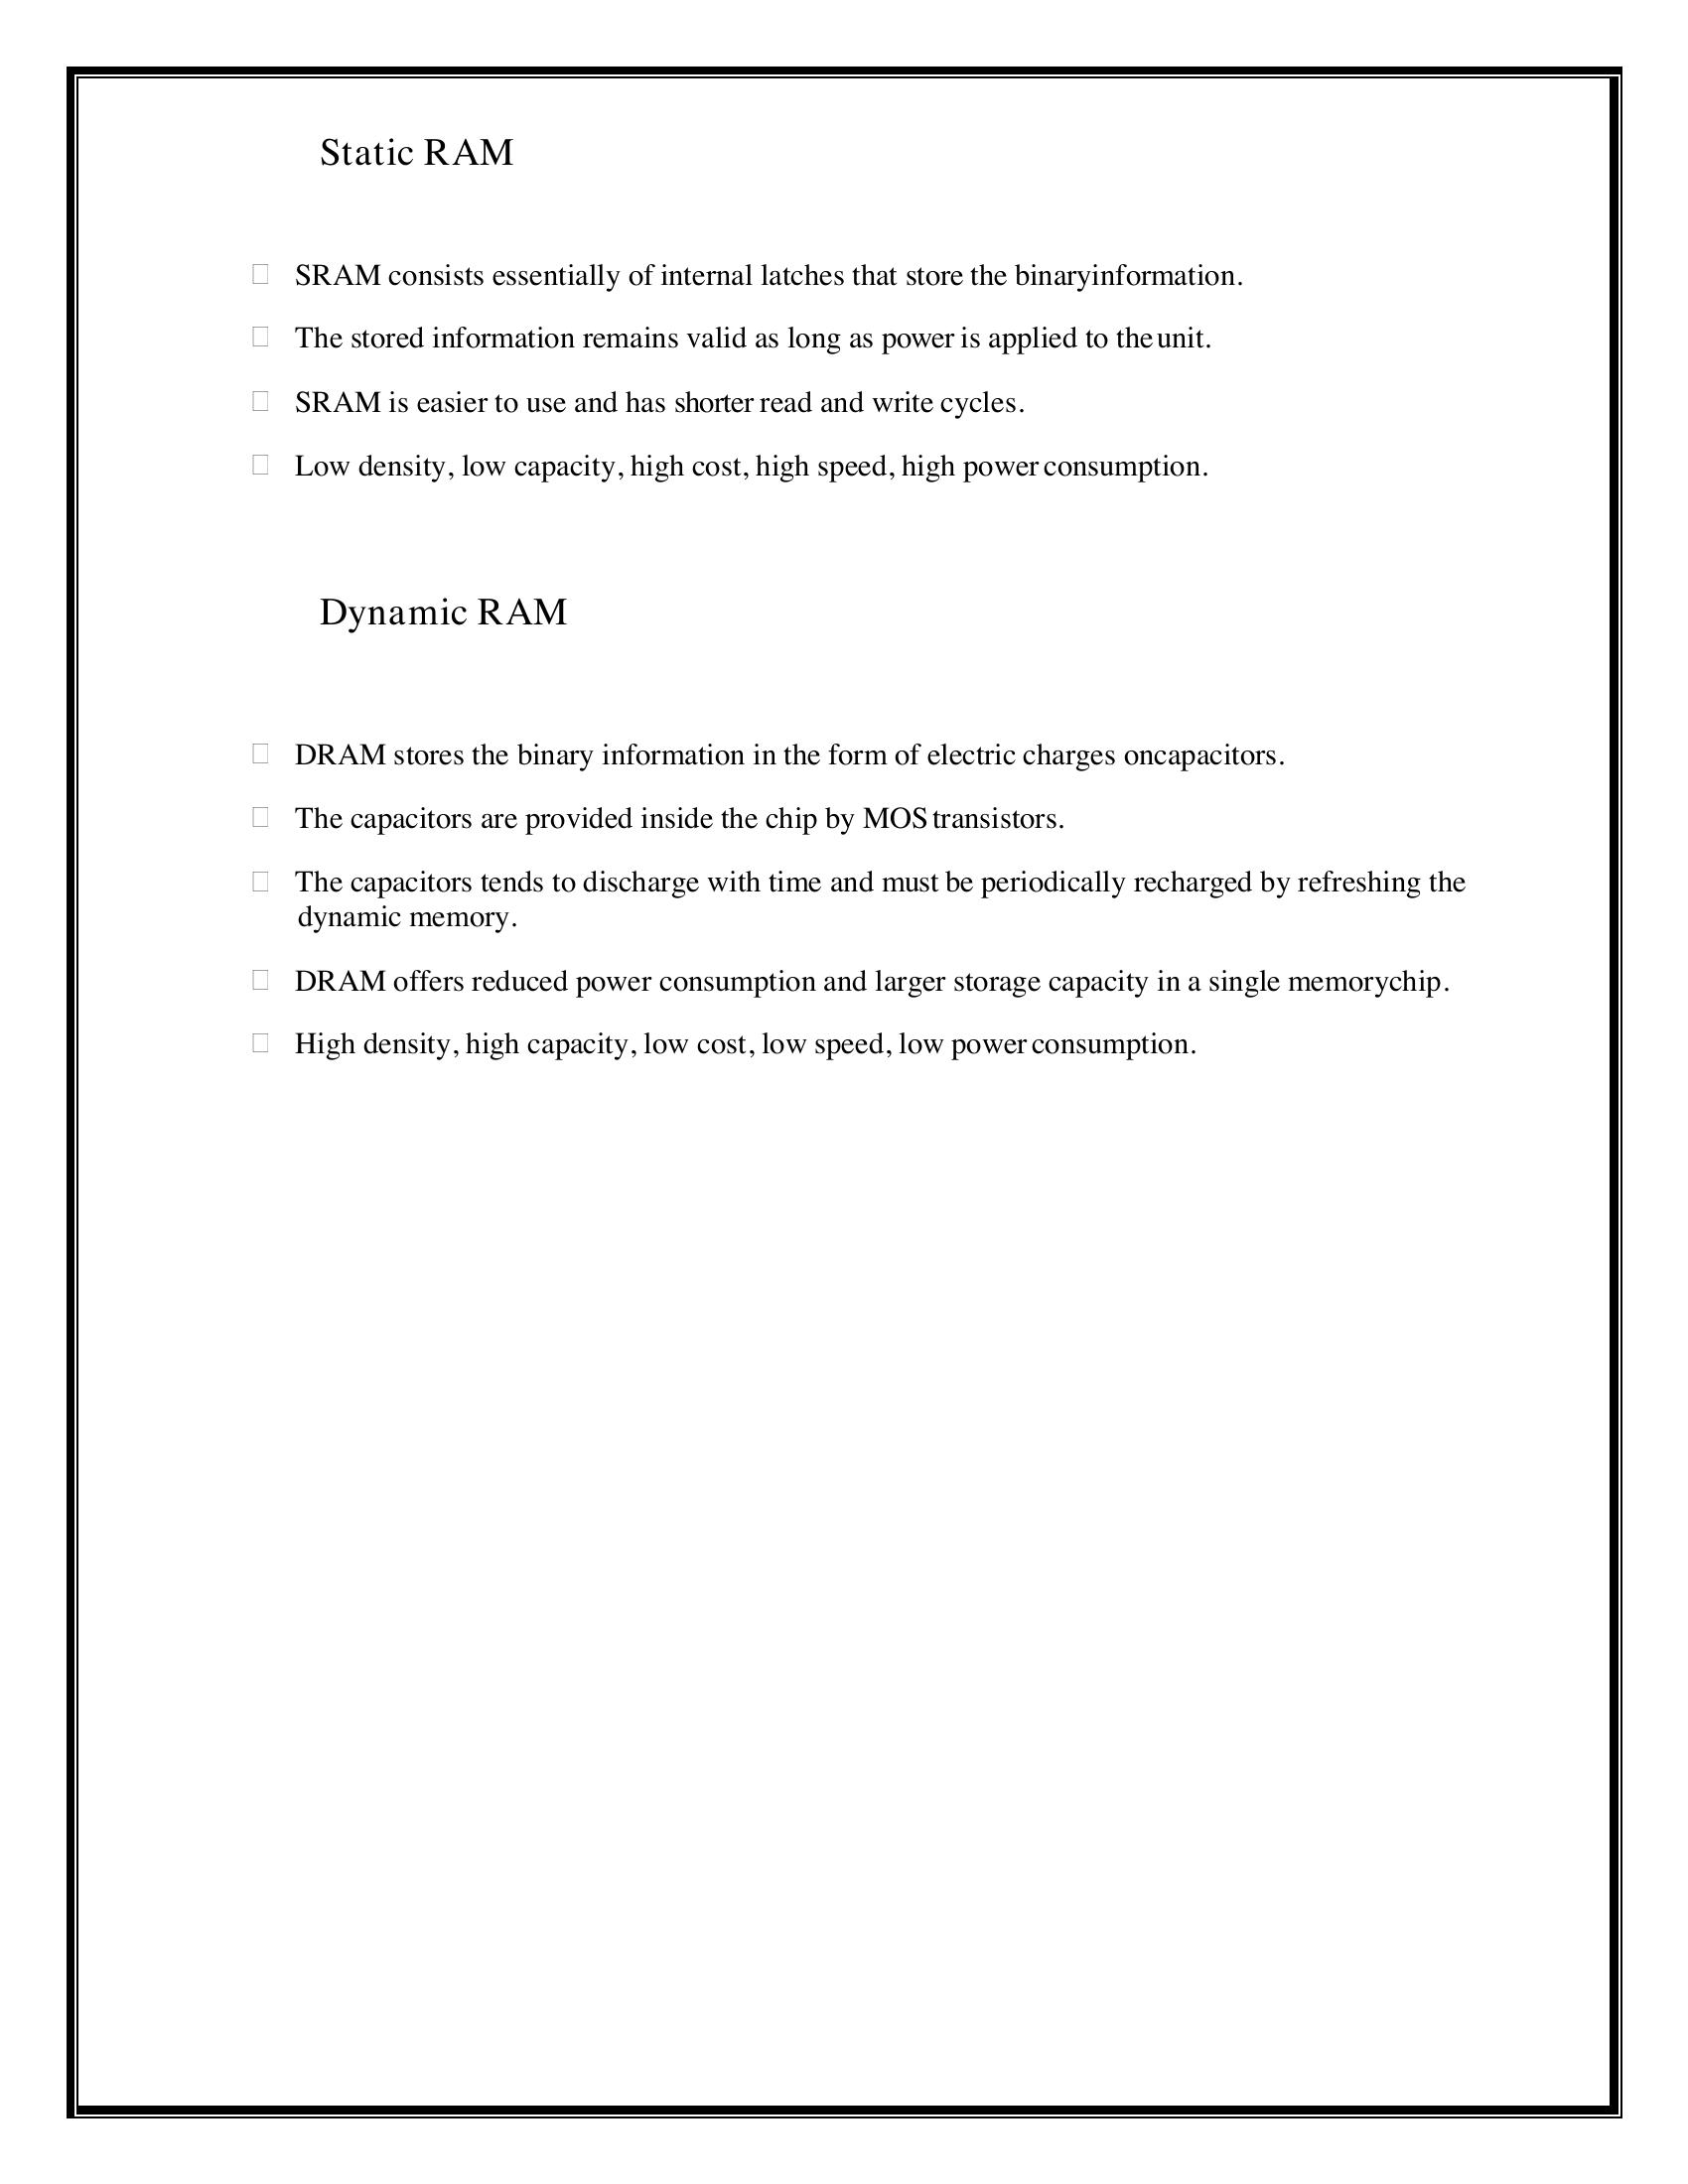 Static RAM
SRAM consists essentially of internal latches that store the binaryinformation.
The stored information remains valid as long as power is applied to theunit.
SRAM is easier to use and has shorter read and write cycles.
Low density, low capacity, high cost, high speed, high power consumption.
Dynamic RAM
DRAM stores the binary information in the form of electric charges oncapacitors.
The capacitors are provided inside the chip by MOS transistors.
The capacitors tends to discharge with time and must be periodically recharged by refreshing the
dynamic memory.
DRAM offers reduced power consumption and larger storage capacity in a single memorychip.
High density, high capacity, low cost, low speed, low power consumption.